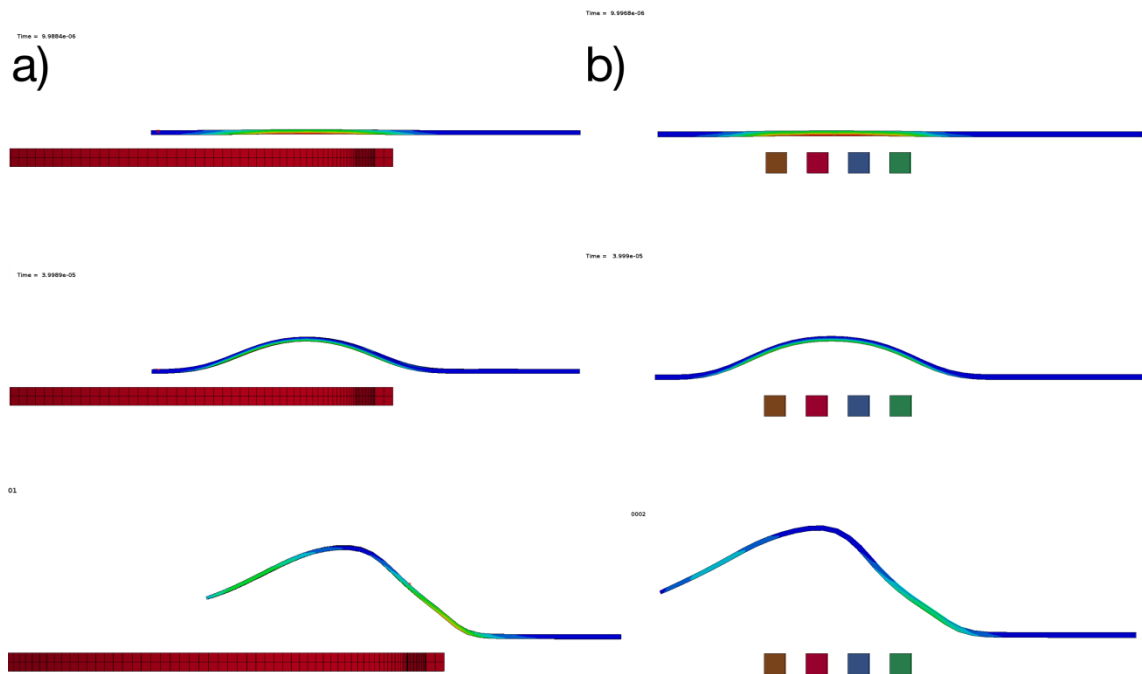 Time = 9.9884e-06
a)
Time = 9.9968e-06
b)
Time = 3.9989e-05
Time = 3.999e-05
01
0002